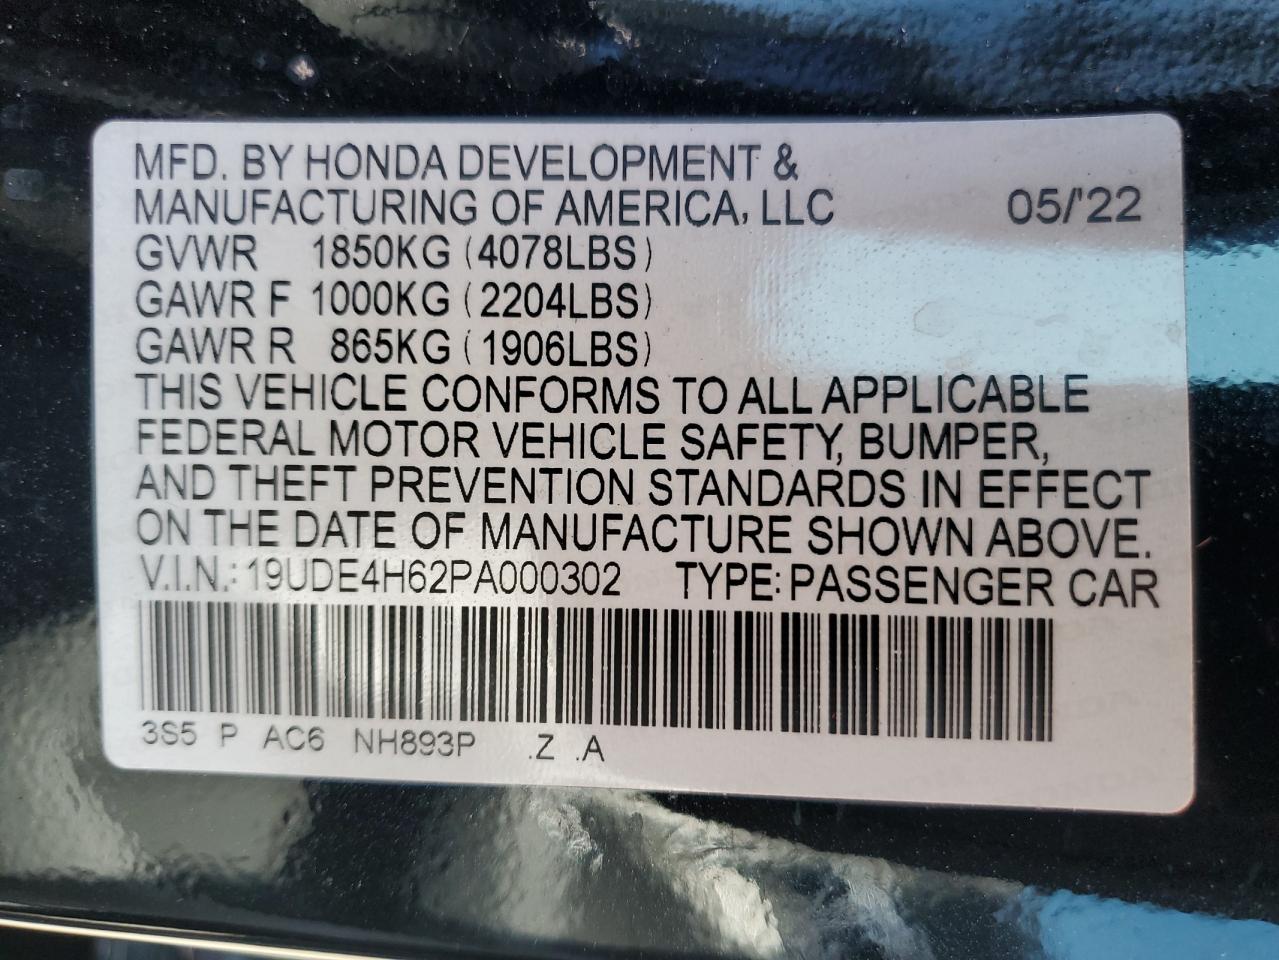 MFD. BY HONDA DEVELOPMENT &
MANUFACTURING OF AMERICA, LLC 05/'22
GVWR 1850KG (4078LBS)
GAWR F 1000KG (2204LBS)
GAWR R 865KG (1906LBS)
THIS VEHICLE CONFORMS TO ALL APPLICABLE
FEDERAL MOTOR VEHICLE SAFETY, BUMPER,
AND THEFT PREVENTION STANDARDS IN EFFECT
ON THE DATE OF MANUFACTURE SHOWN ABOVE.
V.I.N.: 19UDE4H62PA000302 TYPE: PASSENGER CAR
3S5 P AC6 NH893P .Z .A